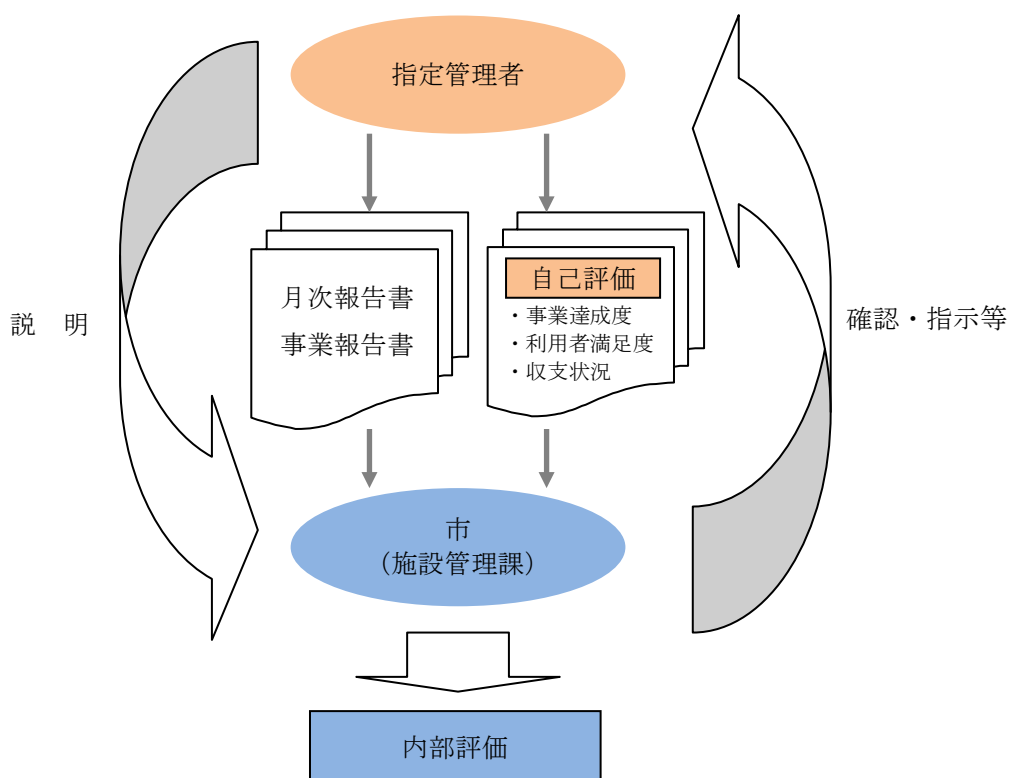 指定管理者
月次報告書
事業報告書
自己評価
・事業達成度
・利用者満足度
・収支状況
説　明
確認・指示等
市
（施設管理課）
内部評価